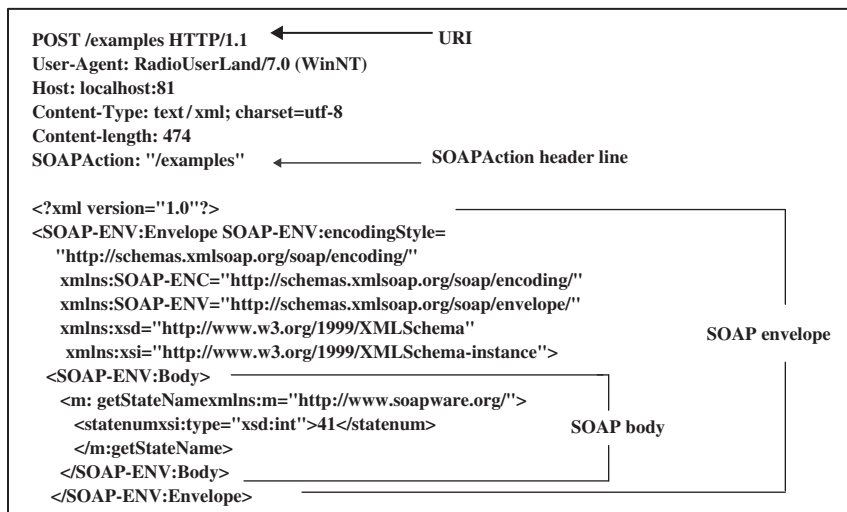 POST /examples HTTP/1.1 URI
User-Agent: RadioUserLand/7.0 (WinNT)
Host: localhost:81
Content-Type: text/xml; charset=utf-8
Content-length: 474
SOAPAction: "/examples" SOAPAction header line
<?xml version="1.0"?>
<SOAP-ENV:Envelope SOAP-ENV:encodingStyle=
"http://schemas.xmlsoap.org/soap/encoding/"
xmlns:SOAP-ENC="http://schemas.xmlsoap.org/soap/encoding/"
xmlns:SOAP-ENV="http://schemas.xmlsoap.org/soap/envelope/"
xmlns:xsd="http://www.w3.org/1999/XMLSchema"
SOAP envelope
xmlns:xsi="http://www.w3.org/1999/XMLSchema-instance">
<SOAP-ENV:Body>
<m: getStateNamexmlns:m="http://www.soapware.org/">
<statenumxsi:type="xsd:int">41</statenum> SOAP body
</m:getStateName>
</SOAP-ENV:Body>
</SOAP-ENV:Envelope>